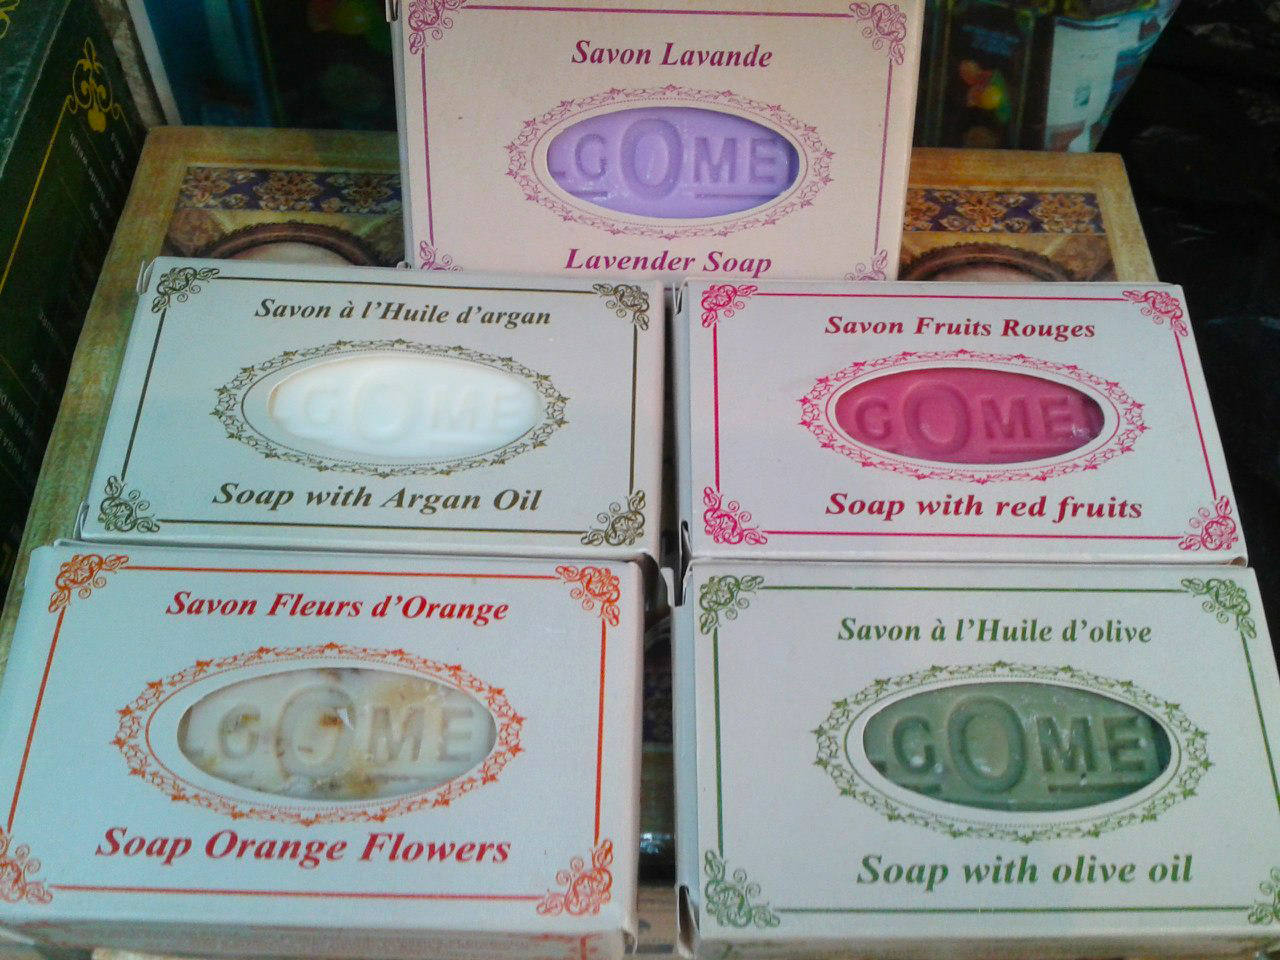 Savon Lavande
GOME
Lavender Soap
Savon à l'Huile d'argan
GOME
Soap with Argan Oil
Savon Fruits Rouges
GOME
Soap with red fruits
Savon Fleurs d'Orange
GOME
Soap Orange Flowers
Savon à l'Huile d'olive
GOME
Soap with olive oil